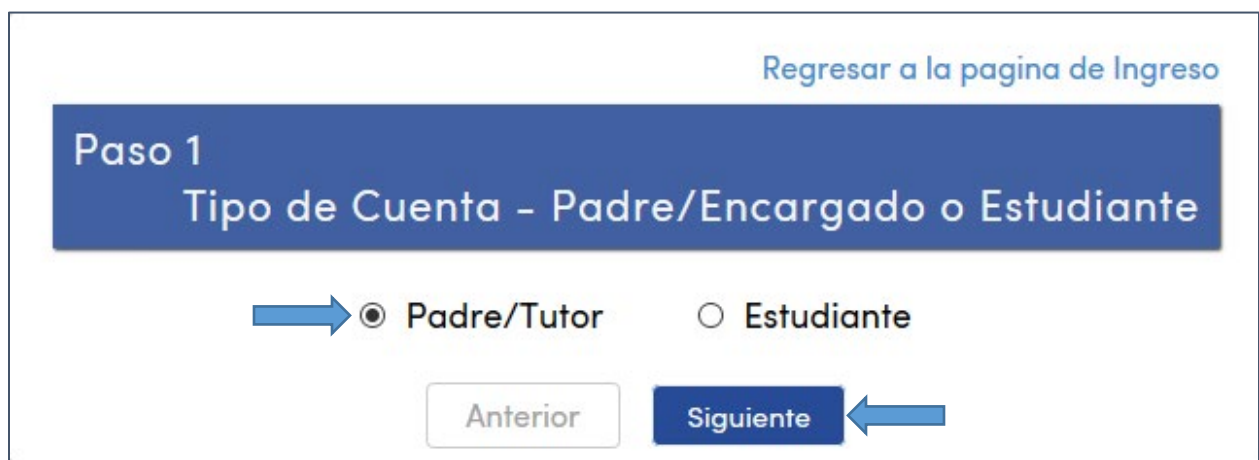 Regresar a la pagina de Ingreso
Paso 1
Tipo de Cuenta - Padre/Encargado o Estudiante
Padre/Tutor Estudiante
Anterior Siguiente